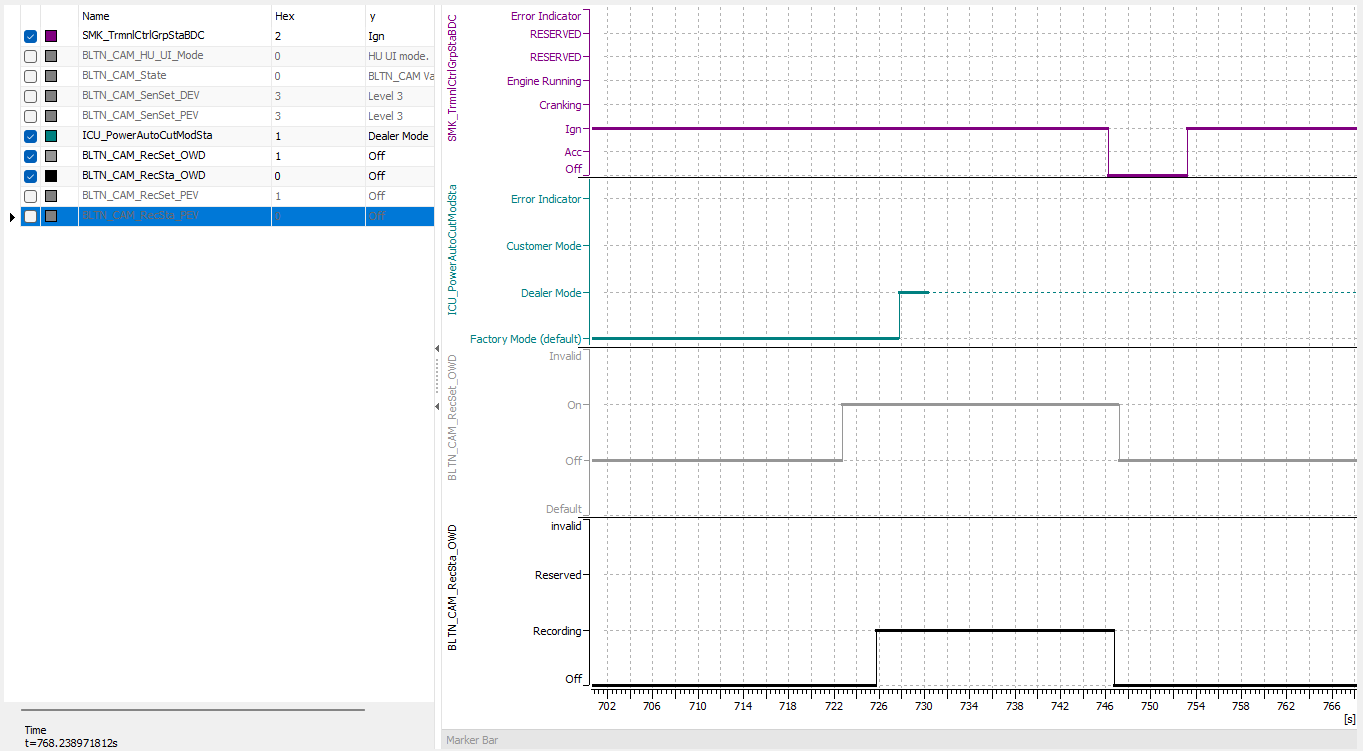 Name Hex y
SMK_TrmnlCtrlGrpStaBDC 2 Ign
BLTN_CAM_HU_UI_Mode 0 HU UI mode.
BLTN_CAM_State 0 BLTN_CAM Va
BLTN_CAM_SenSet_DEV 3 Level 3
BLTN_CAM_SenSet_PEV 3 Level 3
ICU_PowerAutoCutModSta 1 Dealer Mode
BLTN_CAM_RecSet_OWD 1 Off
BLTN_CAM_RecSta_OWD 0 Off
BLTN_CAM_RecSet_PEV 1 Off
BLTN_CAM_RecSta_PEV 0 Off
Time
t=768.238971812s
SMK_TrmnlCtrlGrpStaBDC
Error Indicator
RESERVED
RESERVED
Engine Running
Cranking
Ign
Acc
Off
ICU_PowerAutoCutModSta
Error Indicator
Customer Mode
Dealer Mode
Factory Mode (default)
BLTN_CAM_RecSet_OWD
Invalid
On
Off
Default
BLTN_CAM_RecSta_OWD
invalid
Reserved
Recording
Off
702 706 710 714 718 722 726 730 734 738 742 746 750 754 758 762 766
[s]
Marker Bar